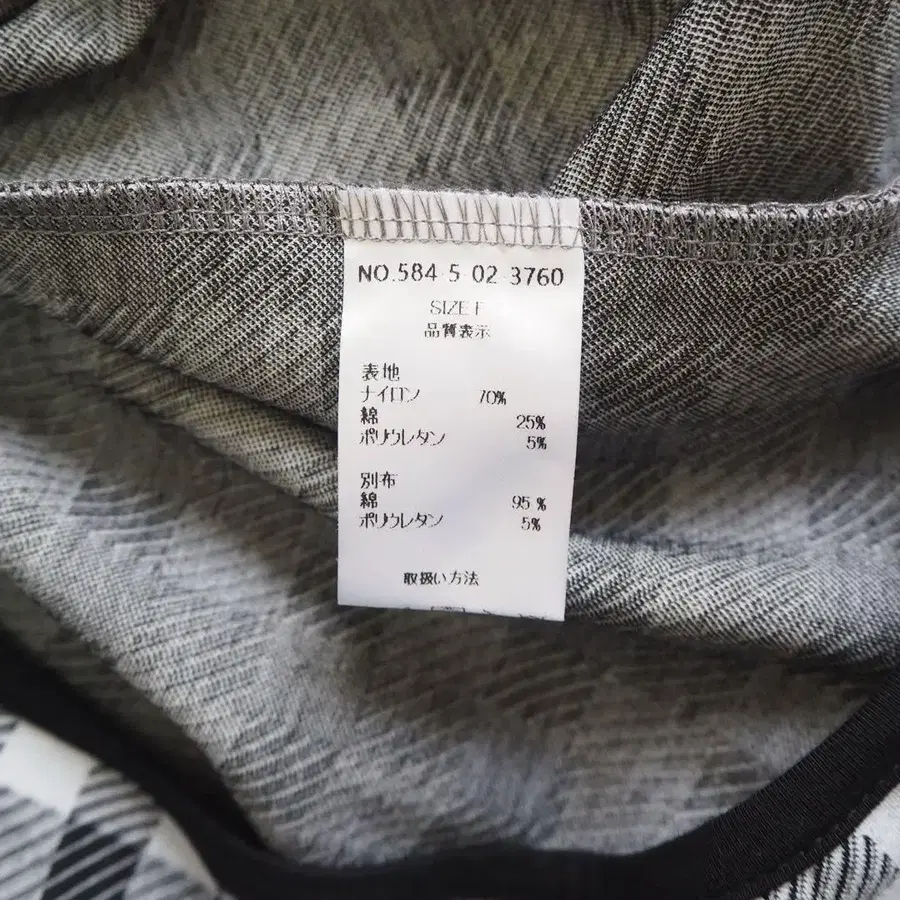 NO.584-5-02-3760
SIZE F
品質表示
表地
ナイロン 70%
綿 25%
ポリウレタン 5%
別布
綿 95%
ポリウレタン 5%
取扱い方法